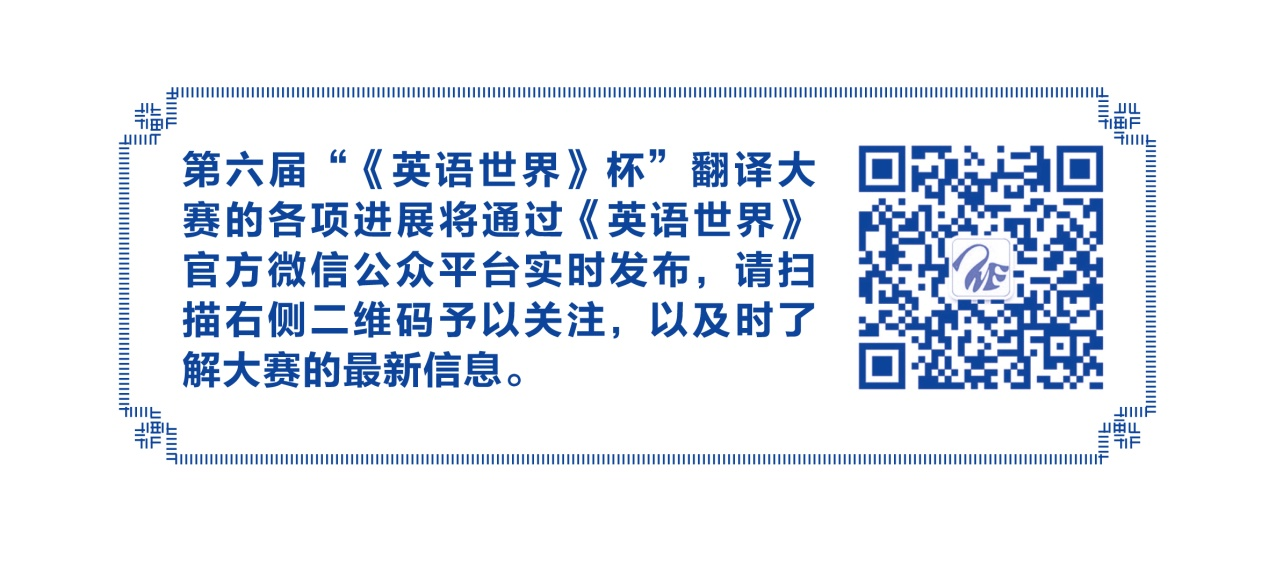 第六届“《英语世界》杯”翻译大
赛的各项进展将通过《英语世界》
官方微信公众平台实时发布，请扫
描右侧二维码予以关注，以及时了
解大赛的最新信息。
WE